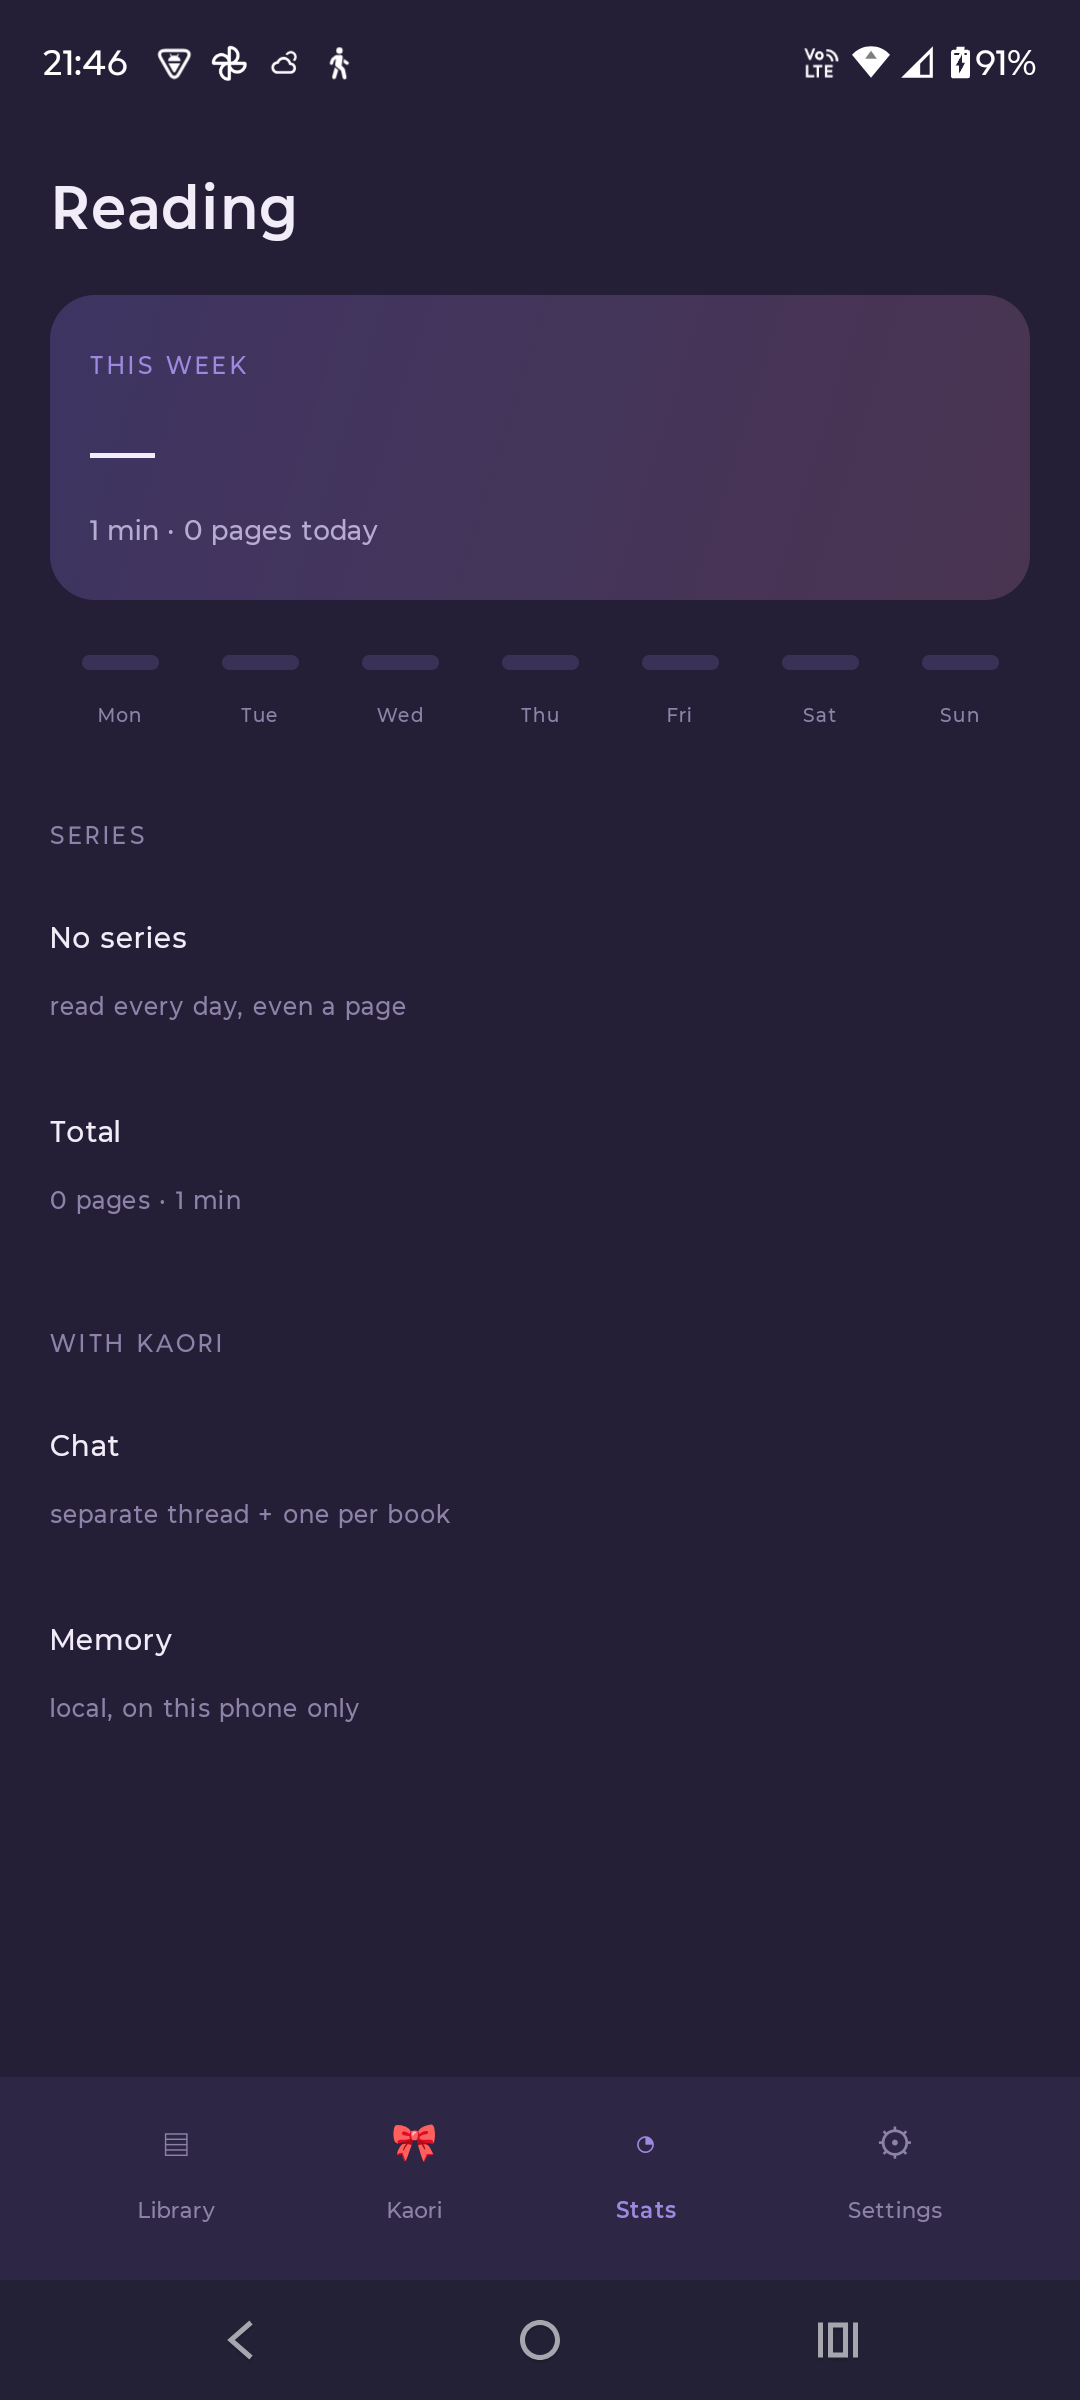 21:46
Vo LTE
91%
Reading
THIS WEEK
—
1 min · 0 pages today
Mon Tue Wed Thu Fri Sat Sun
SERIES
No series
read every day, even a page
Total
0 pages · 1 min
WITH KAORI
Chat
separate thread + one per book
Memory
local, on this phone only
Library Kaori Stats Settings